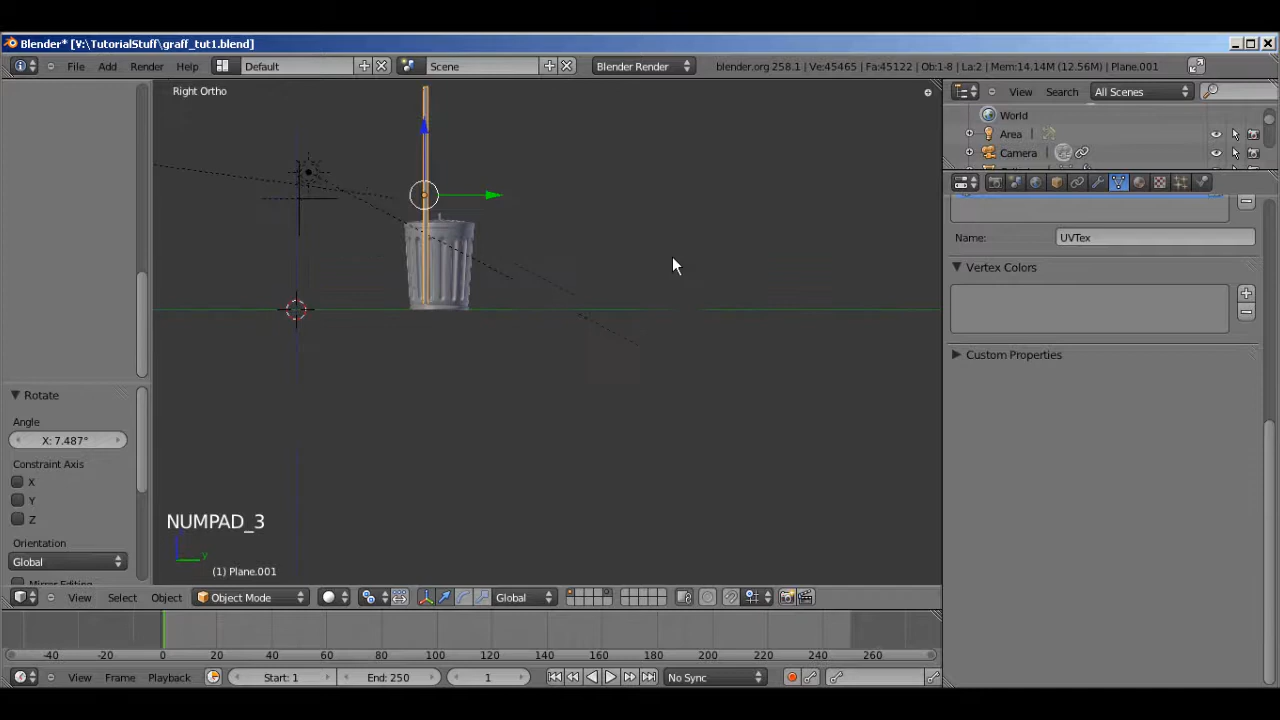 Blender* [V:\TutorialStuff\graff_tut1.blend]
File Add Render Help Default Scene Blender Render blender.org 258.1 | Ve:45465 | Fa:45122 | Ob:1-8 | La:2 | Mem:14.14M (12.56M) | Plane.001
View Search All Scenes
Right Ortho
World
Area
Camera
Name: UVTex
Vertex Colors
Custom Properties
Rotate
Angle
X: 7.487°
Constraint Axis
X
Y
Z
Orientation
Global
Mirror Editing
NUMPAD_3
y
(1) Plane.001
View Select Object Object Mode Global
-40 -20 0 20 40 60 80 100 120 140 160 180 200 220 240 260
View Frame Playback Start: 1 End: 250 1 No Sync